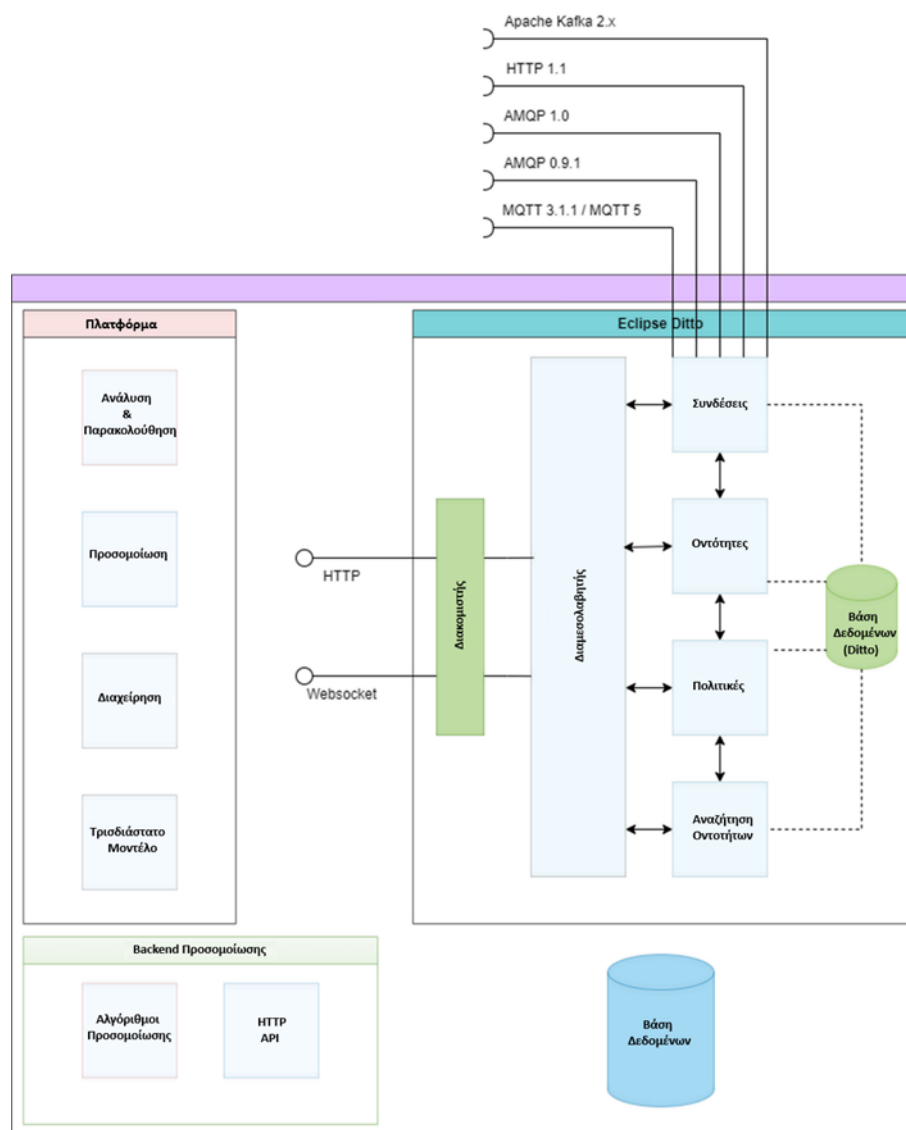 Apache Kafka 2.x
HTTP 1.1
AMQP 1.0
AMQP 0.9.1
MQTT 3.1.1 / MQTT 5
Πλατφόρμα
Ανάλυση
&
Παρακολούθηση
Προσομοίωση
Διαχείρηση
Τρισδιάστατο
Μοντέλο
HTTP
Websocket
Eclipse Ditto
Διακομιστής
Διαμεσολαβητής
Συνδέσεις
Οντότητες
Πολιτικές
Αναζήτηση
Οντοτήτων
Βάση
Δεδομένων
(Ditto)
Backend Προσομοίωσης
Αλγόριθμοι
Προσομοίωσης
HTTP
API
Βάση
Δεδομένων